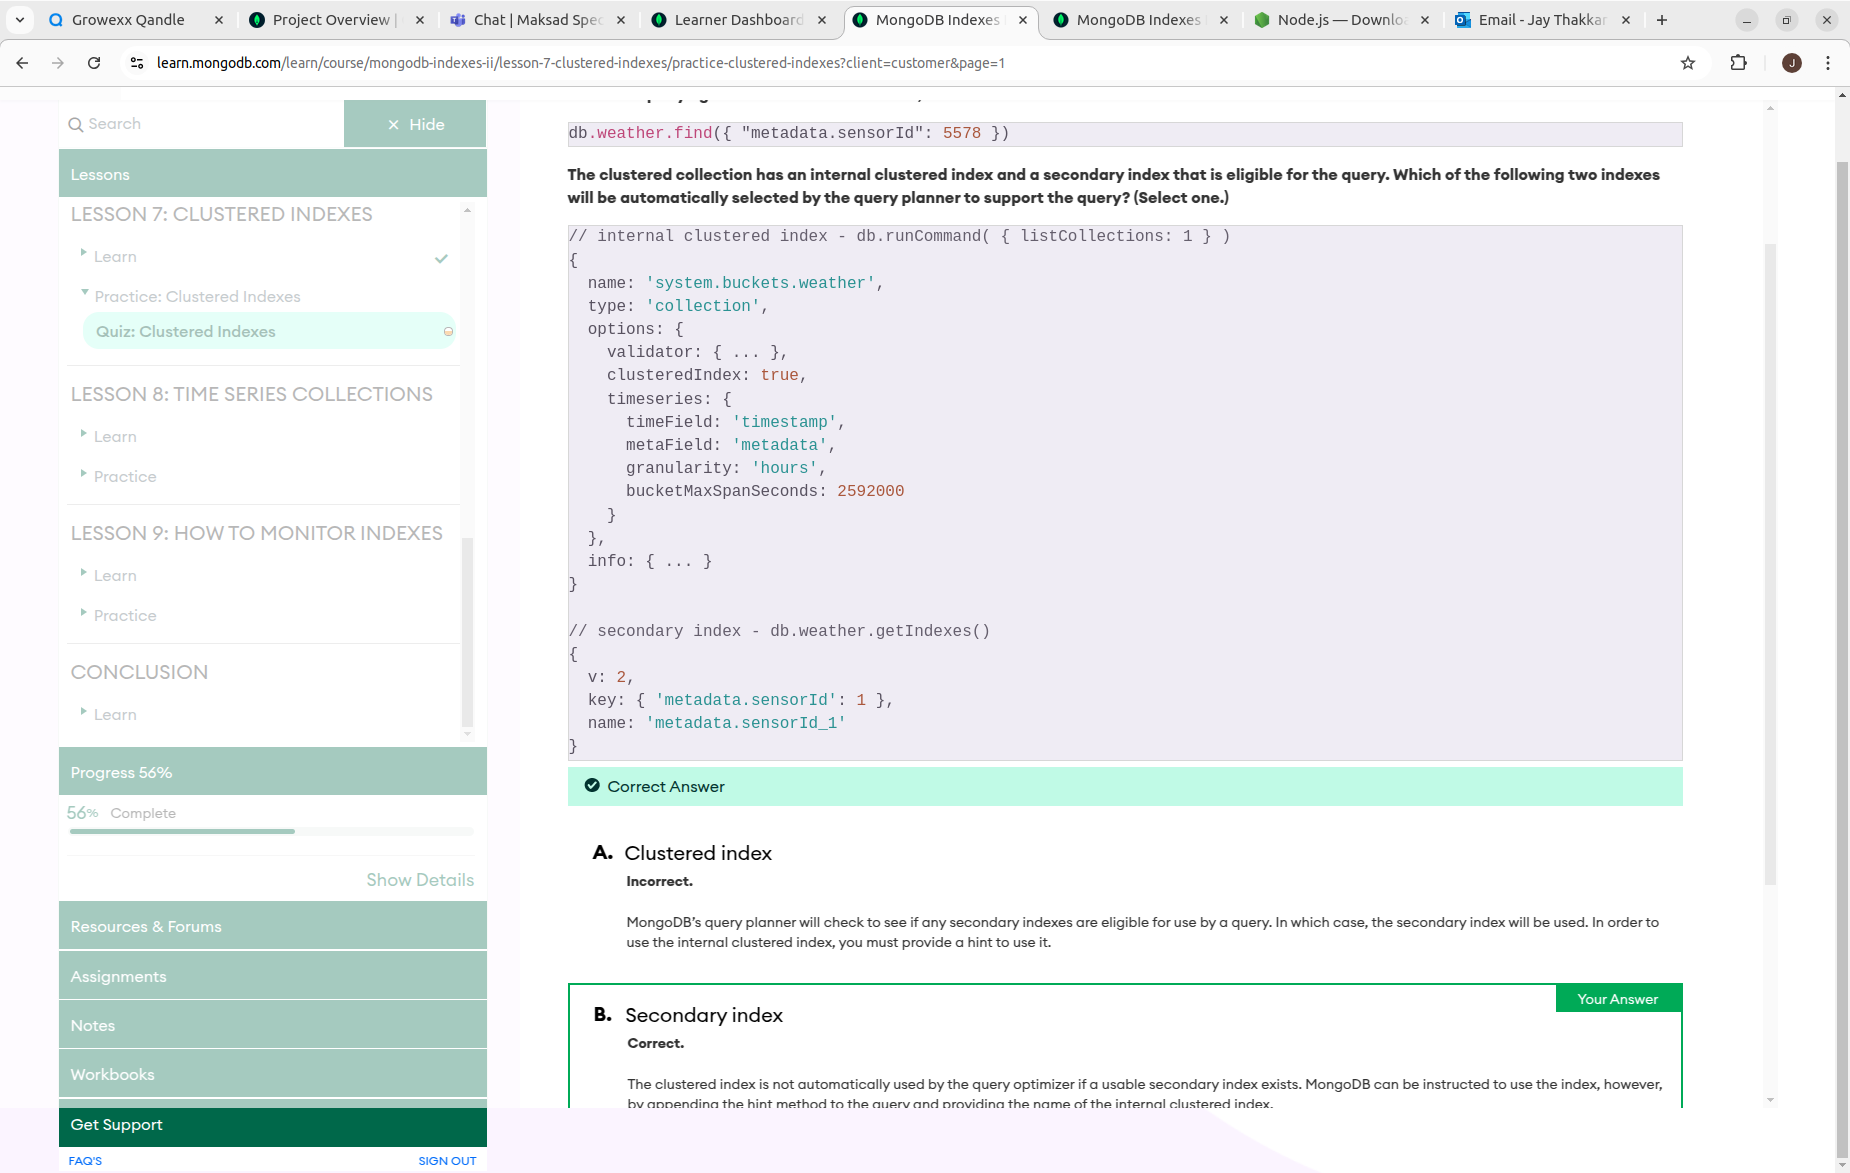 Growexx Qandle
Project Overview |
Chat | Maksad Spec
Learner Dashboard
MongoDB Indexes
MongoDB Indexes
Node.js — Downlo
Email - Jay Thakkar
learn.mongodb.com/learn/course/mongodb-indexes-ii/lesson-7-clustered-indexes/practice-clustered-indexes?client=customer&page=1
J
Search
× Hide
Lessons
LESSON 7: CLUSTERED INDEXES
Learn
Practice: Clustered Indexes
Quiz: Clustered Indexes
LESSON 8: TIME SERIES COLLECTIONS
Learn
Practice
LESSON 9: HOW TO MONITOR INDEXES
Learn
Practice
CONCLUSION
Learn
Progress 56%
56% Complete
Show Details
Resources & Forums
Assignments
Notes
Workbooks
Get Support
FAQ'S
SIGN OUT
db.weather.find({ "metadata.sensorId": 5578 })
The clustered collection has an internal clustered index and a secondary index that is eligible for the query. Which of the following two indexes
will be automatically selected by the query planner to support the query? (Select one.)
// internal clustered index - db.runCommand( { listCollections: 1 } )
{
name: 'system.buckets.weather',
type: 'collection',
options: {
validator: { ... },
clusteredIndex: true,
timeseries: {
timeField: 'timestamp',
metaField: 'metadata',
granularity: 'hours',
bucketMaxSpanSeconds: 2592000
}
},
info: { ... }
}
// secondary index - db.weather.getIndexes()
{
v: 2,
key: { 'metadata.sensorId': 1 },
name: 'metadata.sensorId_1'
}
Correct Answer
A. Clustered index
Incorrect.
MongoDB’s query planner will check to see if any secondary indexes are eligible for use by a query. In which case, the secondary index will be used. In order to
use the internal clustered index, you must provide a hint to use it.
Your Answer
B. Secondary index
Correct.
The clustered index is not automatically used by the query optimizer if a usable secondary index exists. MongoDB can be instructed to use the index, however,
by appending the hint method to the query and providing the name of the internal clustered index.